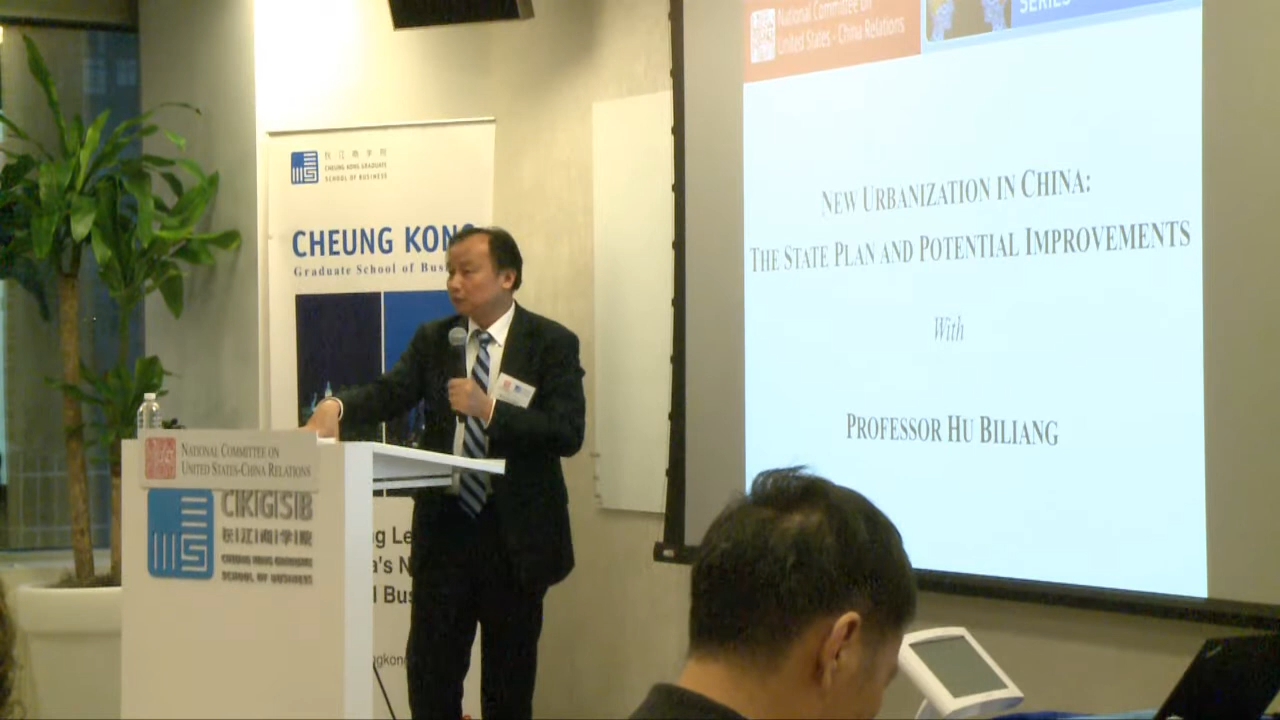 长江商学院
CHEUNG KONG GRADUATE
SCHOOL OF BUSINESS
CHEUNG KONG
Graduate School of Bus
NATIONAL COMMITTEE ON
UNITED STATES-CHINA RELATIONS
CKGSB
长江商学院
CHEUNG KONG GRADUATE
SCHOOL OF BUSINESS
g Le
a's N
l Bus
National Committee on
United States - China Relations
SERIES
NEW URBANIZATION IN CHINA:
THE STATE PLAN AND POTENTIAL IMPROVEMENTS
With
PROFESSOR HU BILIANG